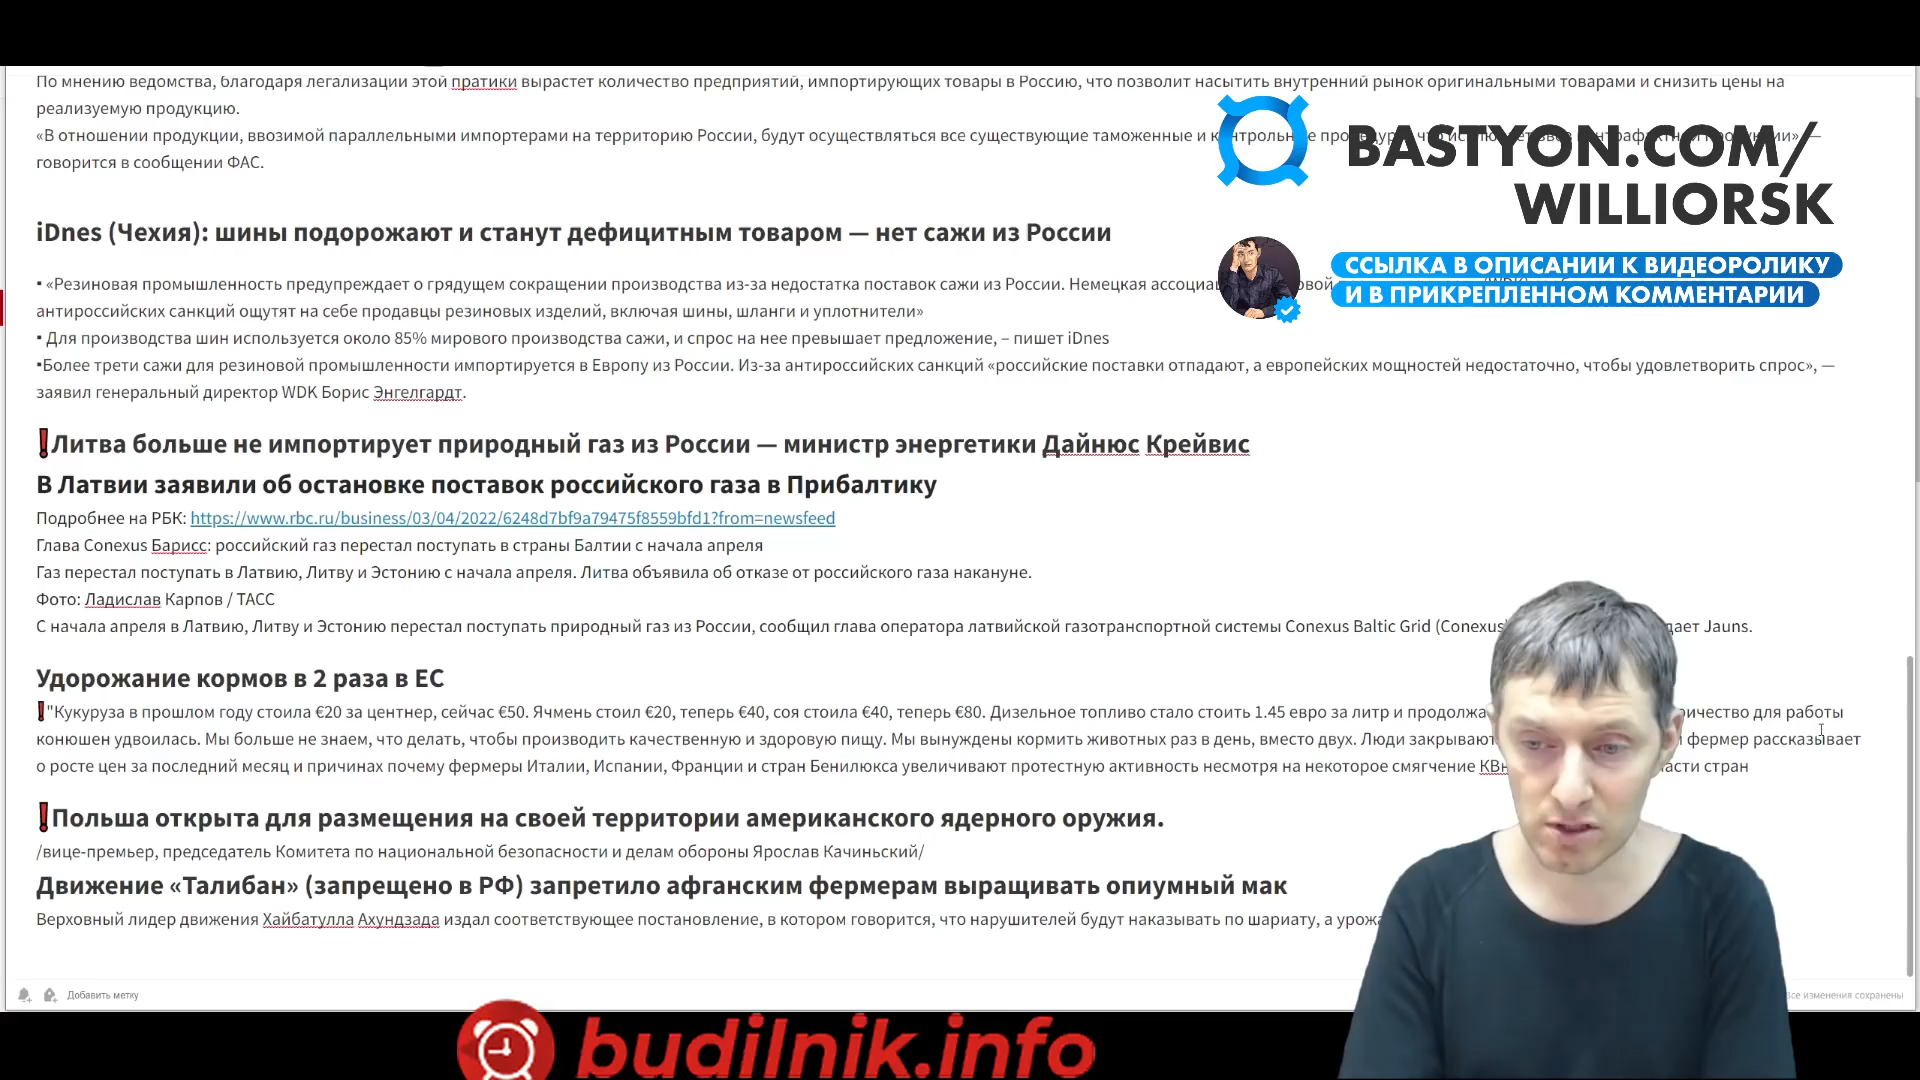 По мнению ведомства, благодаря легализации этой пратики вырастет количество предприятий, импортирующих товары в Россию, что позволит насытить внутренний рынок оригинальными товарами и снизить цены на
реализуемую продукцию.
«В отношении продукции, ввозимой параллельными импортерами на территорию России, будут осуществляться все существующие таможенные и
говорится в сообщении ФАС.
BASTYON.COM/
WILLIORSK
iDnes (Чехия): шины подорожают и станут дефицитным товаром — нет сажи из России
ССЫЛКА В ОПИСАНИИ К ВИДЕОРОЛИКУ
И В ПРИКРЕПЛЕННОМ КОММЕНТАРИИ
▪ «Резиновая промышленность предупреждает о грядущем сокращении производства из-за недостатка поставок сажи из России. Немецкая
антироссийских санкций ощутят на себе продавцы резиновых изделий, включая шины, шланги и уплотнители»
▪ Для производства шин используется около 85% мирового производства сажи, и спрос на нее превышает предложение, – пишет iDnes
▪Более трети сажи для резиновой промышленности импортируется в Европу из России. Из-за антироссийских санкций «российские поставки отпадают, а европейских мощностей недостаточно, чтобы удовлетворить спрос», —
заявил генеральный директор WDK Борис Энгелгардт.
❗Литва больше не импортирует природный газ из России — министр энергетики Дайнюс Крейвис
В Латвии заявили об остановке поставок российского газа в Прибалтику
Подробнее на РБК: https://www.rbc.ru/business/03/04/2022/6248d7bf9a79475f8559bfd1?from=newsfeed
Глава Conexus Барисс: российский газ перестал поступать в страны Балтии с начала апреля
Газ перестал поступать в Латвию, Литву и Эстонию с начала апреля. Литва объявила об отказе от российского газа накануне.
Фото: Ладислав Карпов / ТАСС
С начала апреля в Латвию, Литву и Эстонию перестал поступать природный газ из России, сообщил глава оператора латвийской газотранспортной системы Conexus Baltic Grid (Conexus) Jauns.
Удорожание кормов в 2 раза в ЕС
❗"Кукуруза в прошлом году стоила €20 за центнер, сейчас €50. Ячмень стоил €20, теперь €40, соя стоила €40, теперь €80. Дизельное топливо стало стоить 1.45 евро за литр и для работы
конюшен удвоилась. Мы больше не знаем, что делать, чтобы производить качественную и здоровую пищу. Мы вынуждены кормить животных раз в день, вместо двух. Люди фермер рассказывает
о росте цен за последний месяц и причинах почему фермеры Италии, Испании, Франции и стран Бенилюкса увеличивают протестную активность несмотря на некоторое смягчение стран
❗Польша открыта для размещения на своей территории американского ядерного оружия.
/вице-премьер, председатель Комитета по национальной безопасности и делам обороны Ярослав Качиньский/
Движение «Талибан» (запрещено в РФ) запретило афганским фермерам выращивать опиумный мак
Верховный лидер движения Хайбатулла Ахундзада издал соответствующее постановление, в котором говорится, что нарушителей будут наказывать по шариату, а
Добавить метку
Все изменения сохранены
budilnik.info